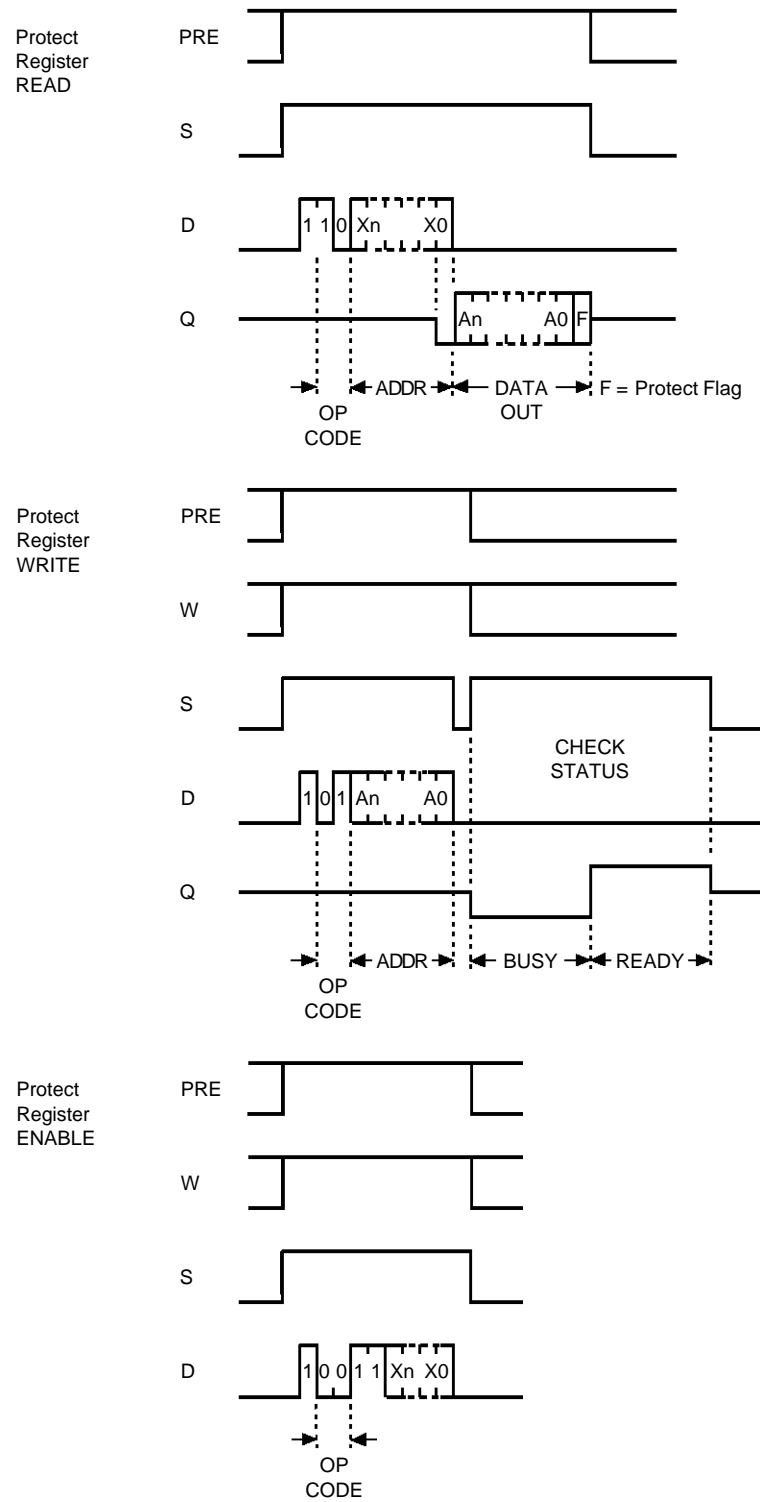 Protect
Register
READ
PRE
S
D
1 1 0 Xn X0
Q
An A0 F
ADDR
DATA
OUT
F = Protect Flag
OP
CODE
Protect
Register
WRITE
PRE
W
S
CHECK
STATUS
D
1 0 1 An A0
Q
ADDR
BUSY
READY
OP
CODE
Protect
Register
ENABLE
PRE
W
S
D
1 0 0 1 1 Xn X0
OP
CODE